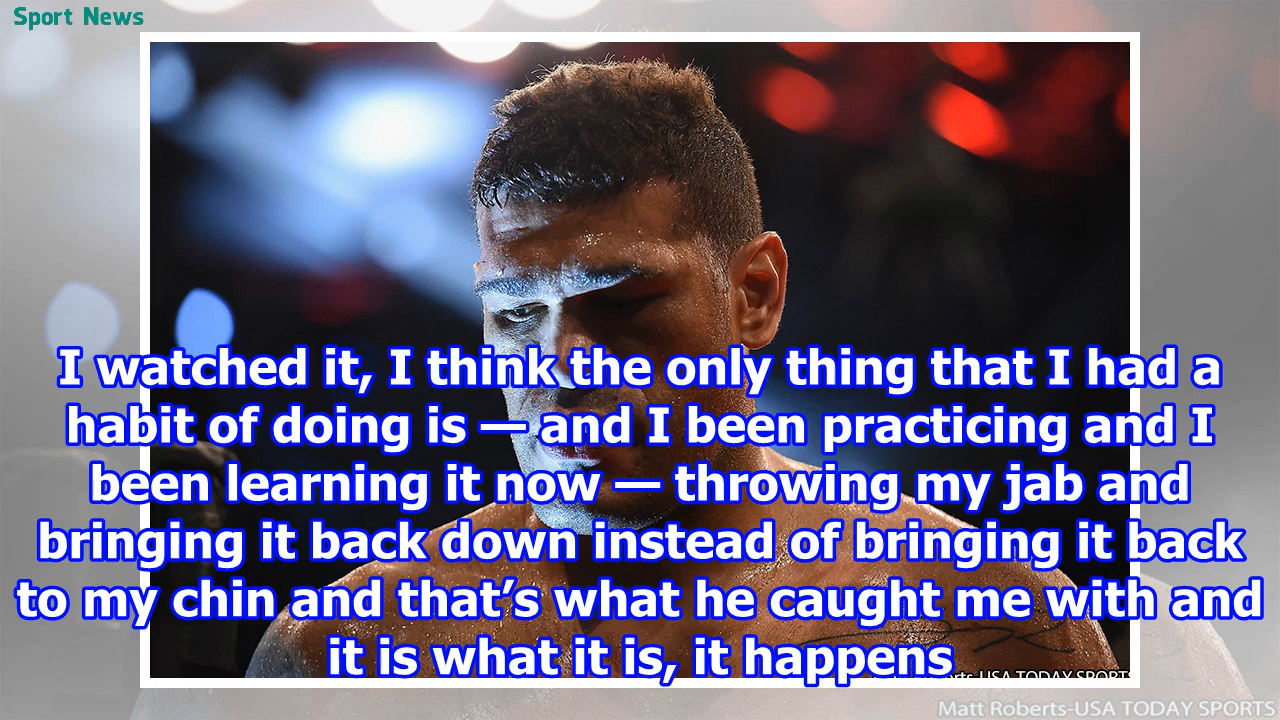 Sport News
I watched it, I think the only thing that I had a
habit of doing is — and I been practicing and I
been learning it now — throwing my jab and
bringing it back down instead of bringing it back
to my chin and that’s what he caught me with and
it is what it is, it happens
USA TODAY SPORTS
Matt Roberts-USA TODAY SPORTS